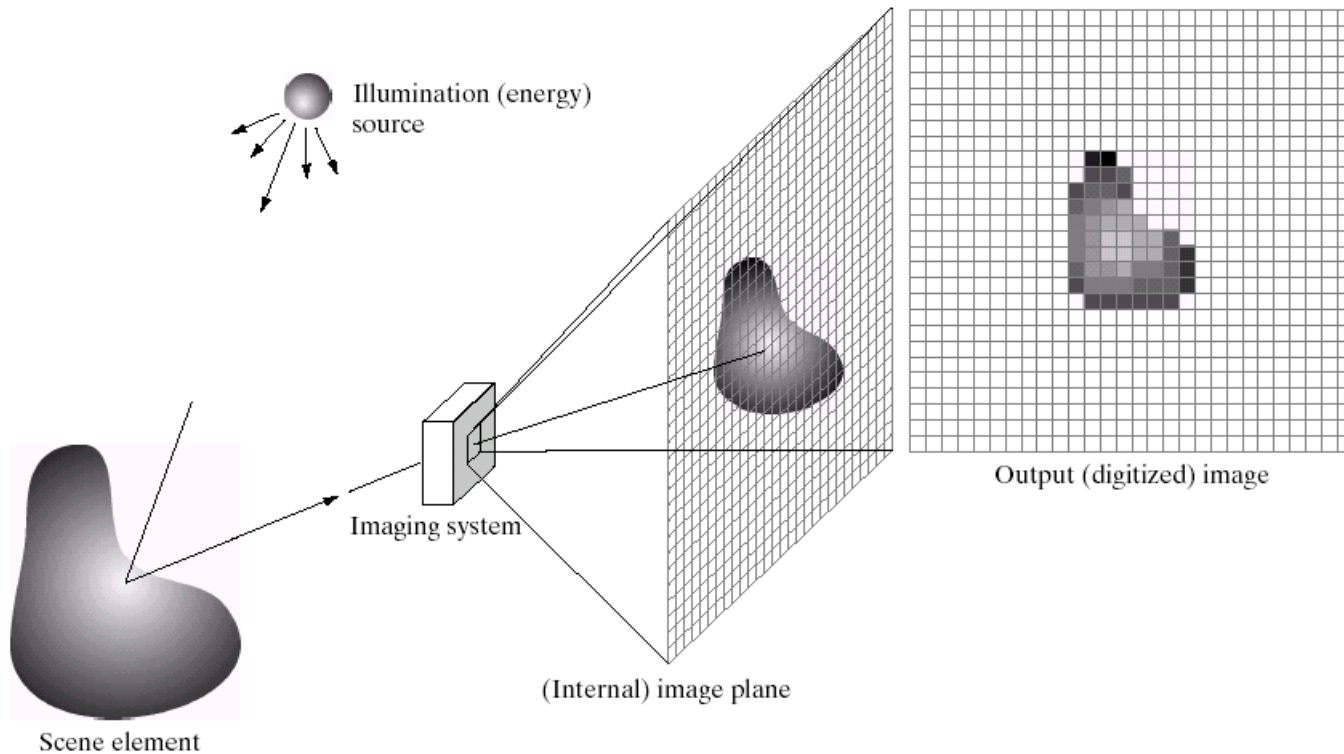 Illumination (energy)
source
Output (digitized) image
Imaging system
(Internal) image plane
Scene element